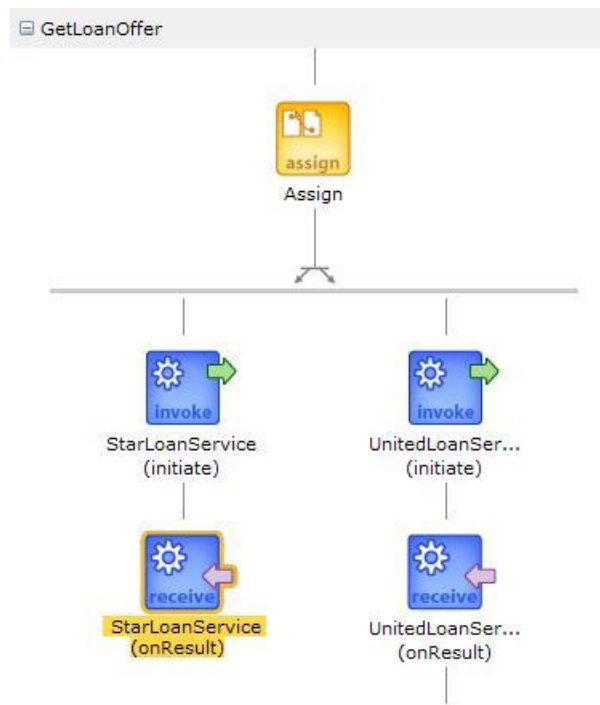 GetLoanOffer
assign
Assign
invoke
invoke
StarLoanService
(initiate)
UnitedLoanSer...
(initiate)
receive
receive
StarLoanService
(onResult)
UnitedLoanSer...
(onResult)